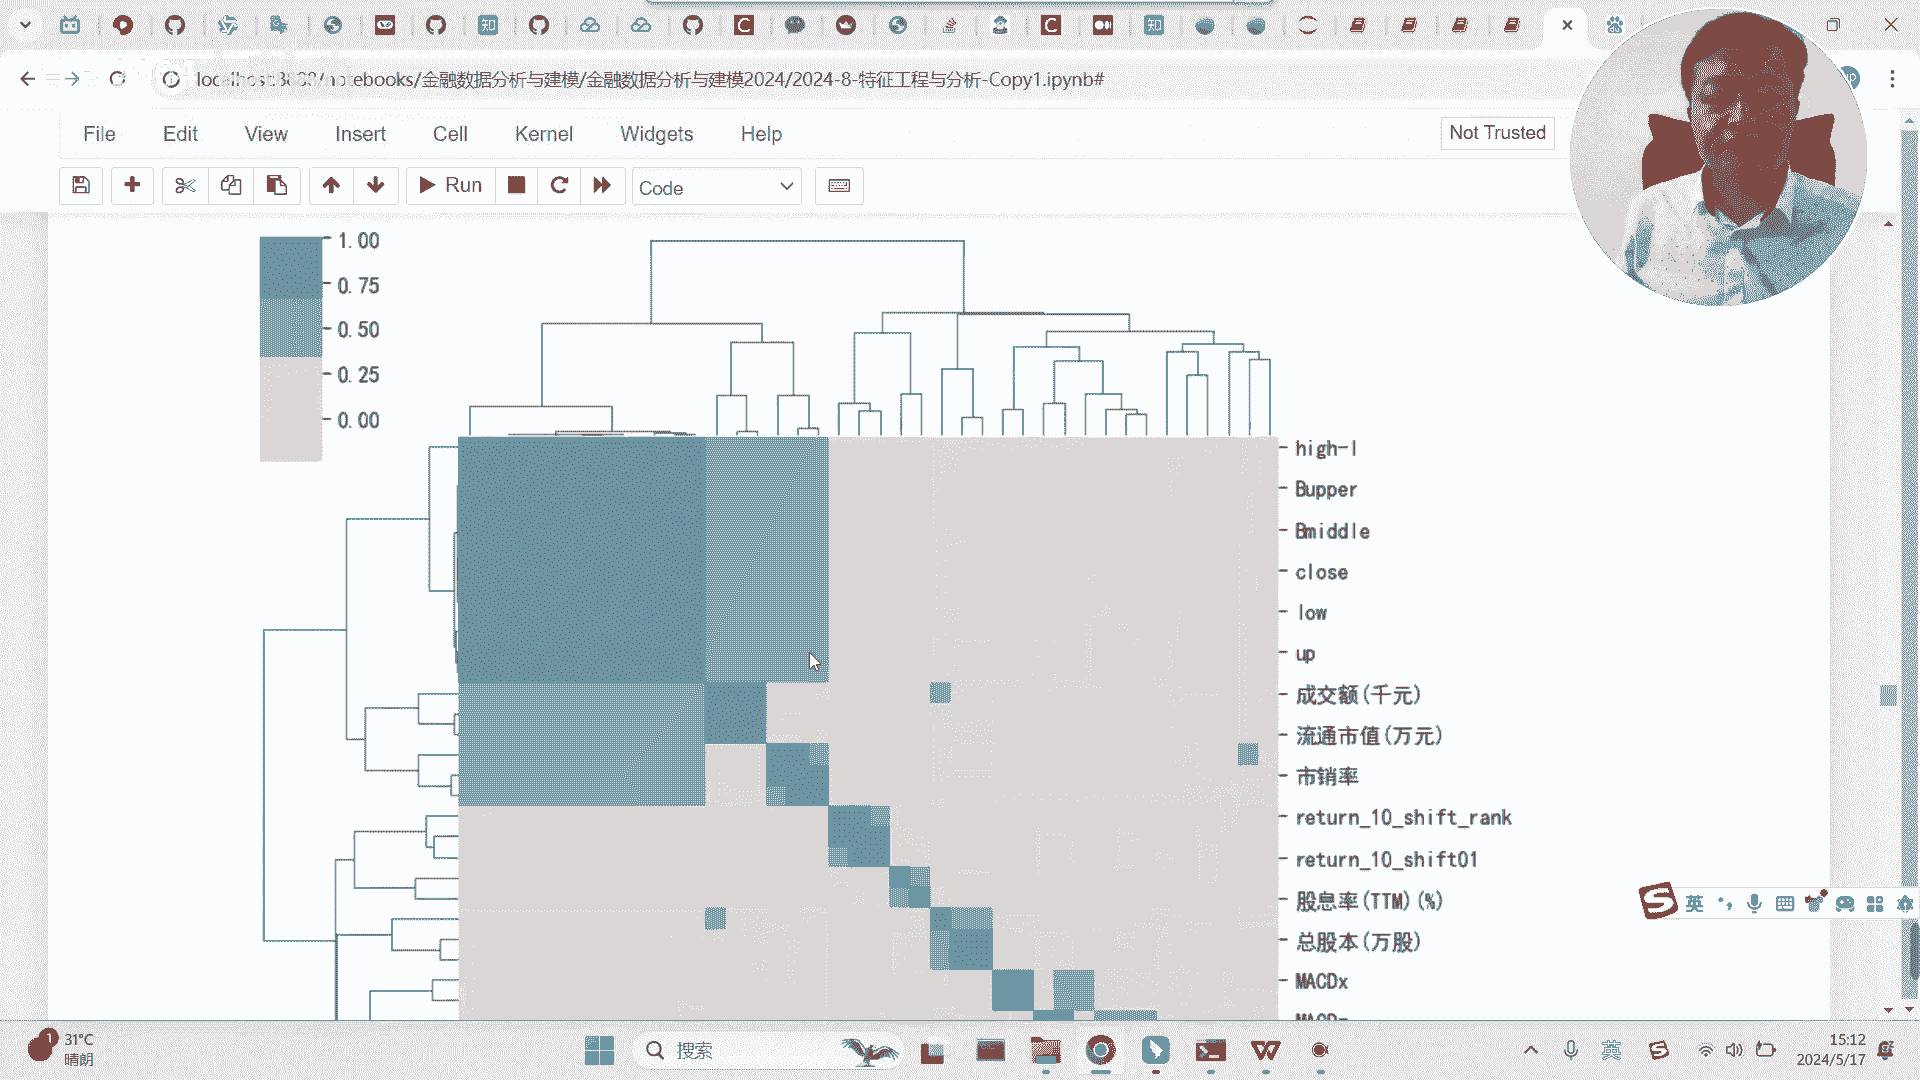 localhost:8888/notebooks/金融数据分析与建模/金融数据分析与建模2024/2024-8-特征工程与分析-Copy1.ipynb#
File Edit View Insert Cell Kernel Widgets Help
Not Trusted
Run
Code
1.00
0.75
0.50
0.25
0.00
high-l
Bupper
Bmiddle
close
low
up
成交额(千元)
流通市值(万元)
市销率
return_10_shift_rank
return_10_shift01
股息率(TTM)(%)
总股本(万股)
MACDx
英
31°C
晴朗
搜索
英
15:12
2024/5/17